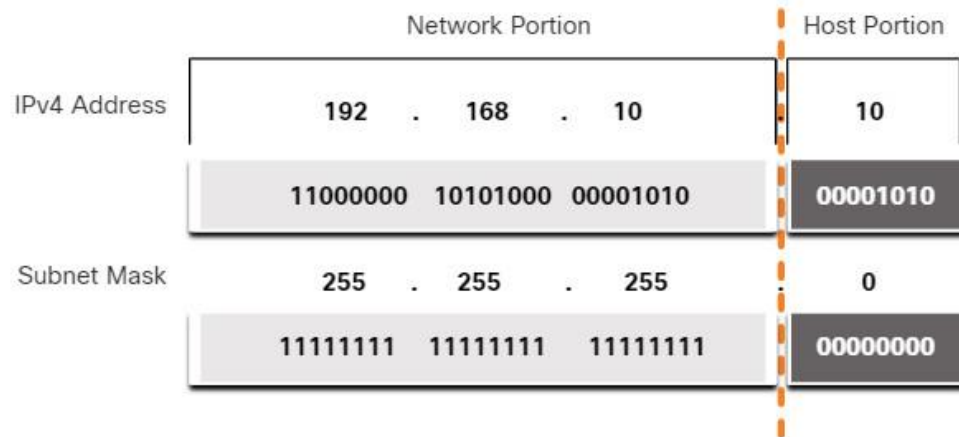 Network Portion Host Portion
IPv4 Address 192 . 168 . 10 . 10
11000000 10101000 00001010 00001010
Subnet Mask 255 . 255 . 255 . 0
11111111 11111111 11111111 00000000